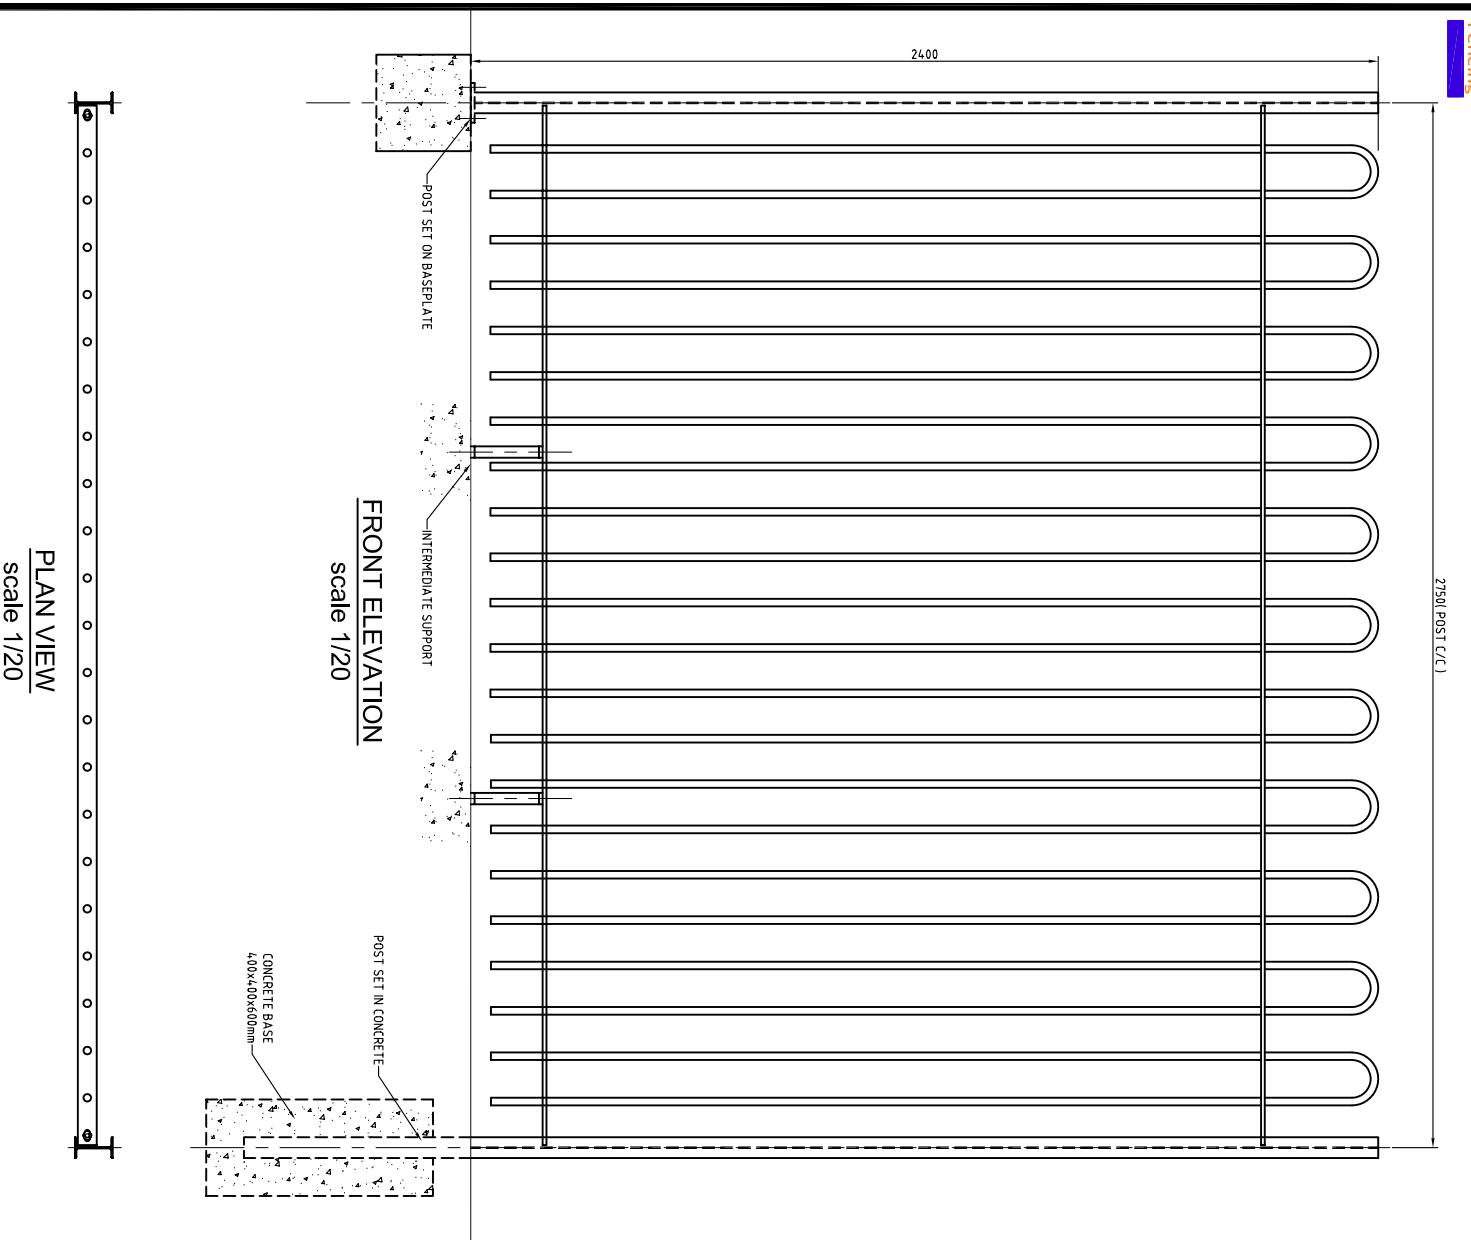 2400
2750( POST C/C )
POST SET ON BASEPLATE
INTERMEDIATE SUPPORT
POST SET IN CONCRETE
CONCRETE BASE
400x400x600mm
FRONT ELEVATION
scale 1/20
PLAN VIEW
scale 1/20